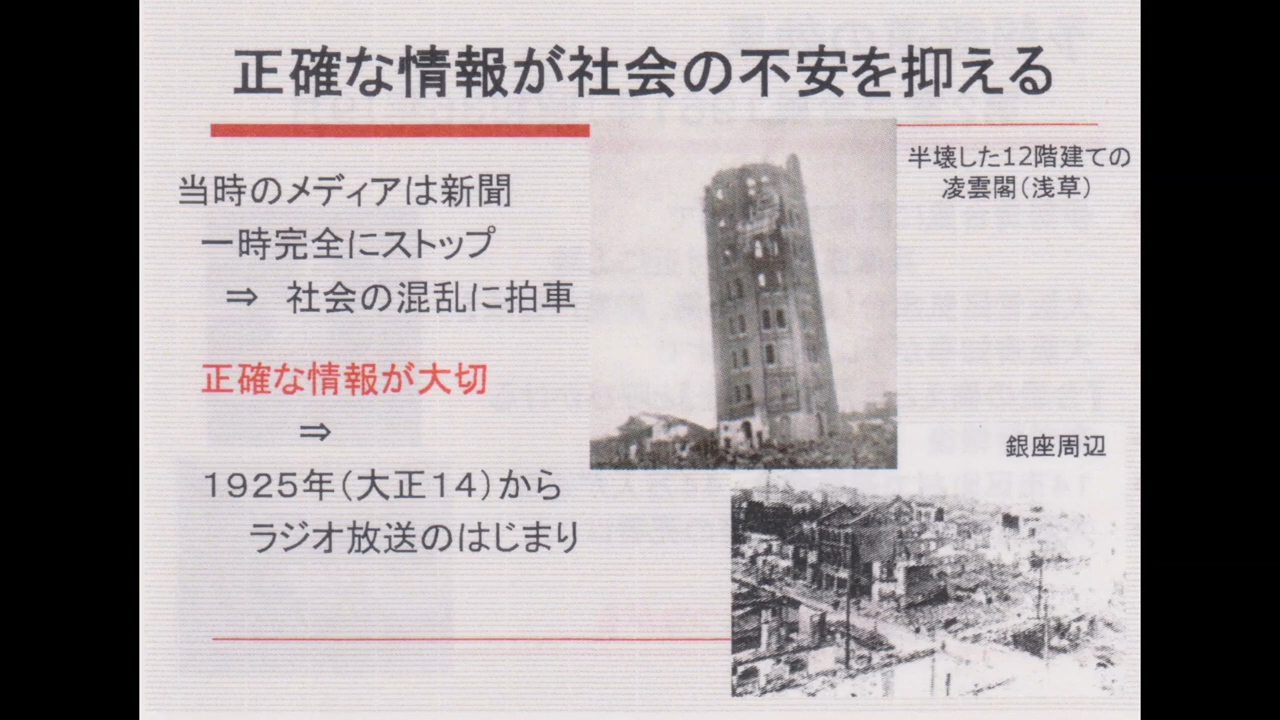 正確な情報が社会の不安を抑える
当時のメディアは新聞
一時完全にストップ
⇒ 社会の混乱に拍車
正確な情報が大切
⇒
1925年(大正14)から
ラジオ放送のはじまり
半壊した12階建ての
凌雲閣(浅草)
銀座周辺